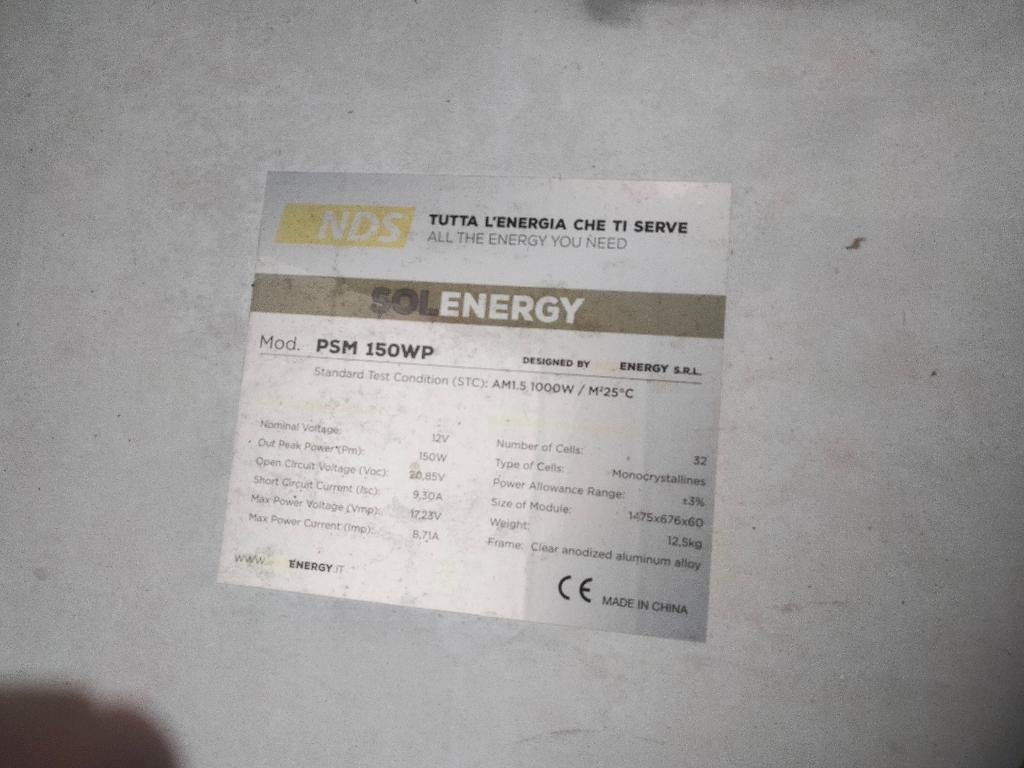 NDS
TUTTA L'ENERGIA CHE TI SERVE
ALL THE ENERGY YOU NEED
SOLENERGY
Mod. PSM 150WP
DESIGNED BY ENERGY S.R.L.
Standard Test Condition (STC): AM1.5 1000W / M²25°C
Nominal Voltage: 12V
Out Peak Power (Pm): 150W
Open Circuit Voltage (Voc): 20,85V
Short Circuit Current (Isc): 9,30A
Max Power Voltage (Vmp): 17,23V
Max Power Current (Imp): 8,71A
Number of Cells: 32
Type of Cells: Monocrystallines
Power Allowance Range: ±3%
Size of Module: 1475x676x60
Weight: 12,5kg
Frame: Clear anodized aluminum alloy
www. ENERGY.IT
CE MADE IN CHINA